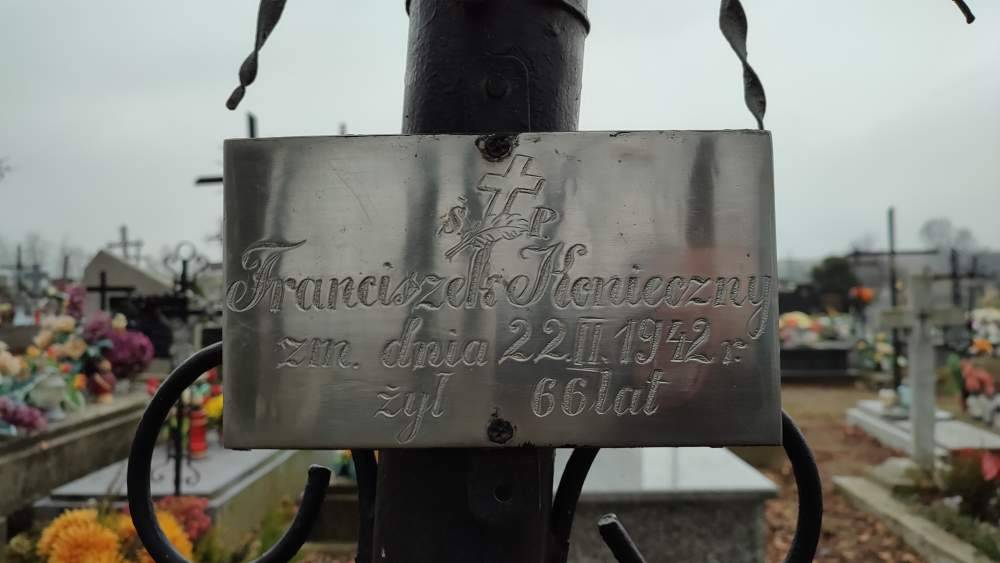 Ś P.
Franciszek Konieczny
zm. dnia 22.II.1942 r
żył 66 lat